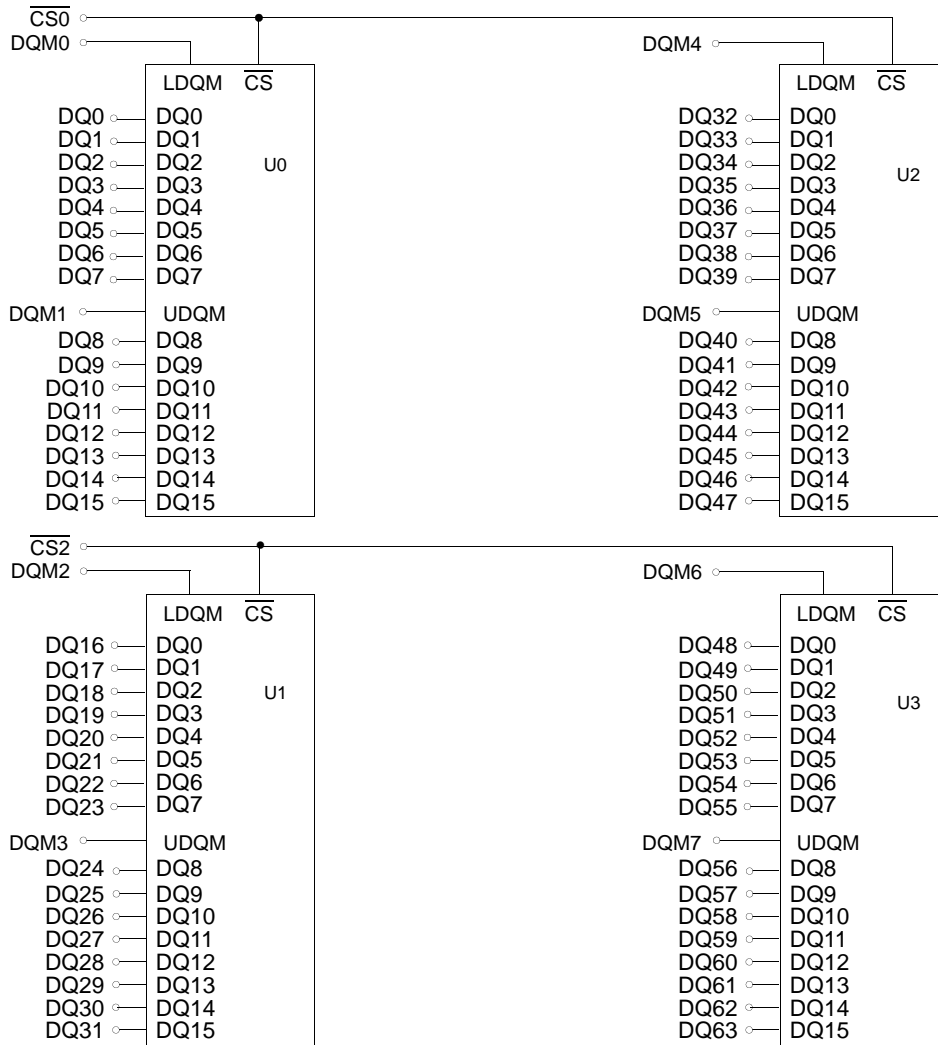 CS0
DQM0
LDQM CS
DQ0 DQ0
DQ1 DQ1
DQ2 DQ2
U0
DQ3 DQ3
DQ4 DQ4
DQ5 DQ5
DQ6 DQ6
DQ7 DQ7
DQM1 UDQM
DQ8 DQ8
DQ9 DQ9
DQ10 DQ10
DQ11 DQ11
DQ12 DQ12
DQ13 DQ13
DQ14 DQ14
DQ15 DQ15
DQM4
LDQM CS
DQ32 DQ0
DQ33 DQ1
DQ34 DQ2
U2
DQ35 DQ3
DQ36 DQ4
DQ37 DQ5
DQ38 DQ6
DQ39 DQ7
DQM5 UDQM
DQ40 DQ8
DQ41 DQ9
DQ42 DQ10
DQ43 DQ11
DQ44 DQ12
DQ45 DQ13
DQ46 DQ14
DQ47 DQ15
CS2
DQM2
LDQM CS
DQ16 DQ0
DQ17 DQ1
DQ18 DQ2
U1
DQ19 DQ3
DQ20 DQ4
DQ21 DQ5
DQ22 DQ6
DQ23 DQ7
DQM3 UDQM
DQ24 DQ8
DQ25 DQ9
DQ26 DQ10
DQ27 DQ11
DQ28 DQ12
DQ29 DQ13
DQ30 DQ14
DQ31 DQ15
DQM6
LDQM CS
DQ48 DQ0
DQ49 DQ1
DQ50 DQ2
U3
DQ51 DQ3
DQ52 DQ4
DQ53 DQ5
DQ54 DQ6
DQ55 DQ7
DQM7 UDQM
DQ56 DQ8
DQ57 DQ9
DQ58 DQ10
DQ59 DQ11
DQ60 DQ12
DQ61 DQ13
DQ62 DQ14
DQ63 DQ15